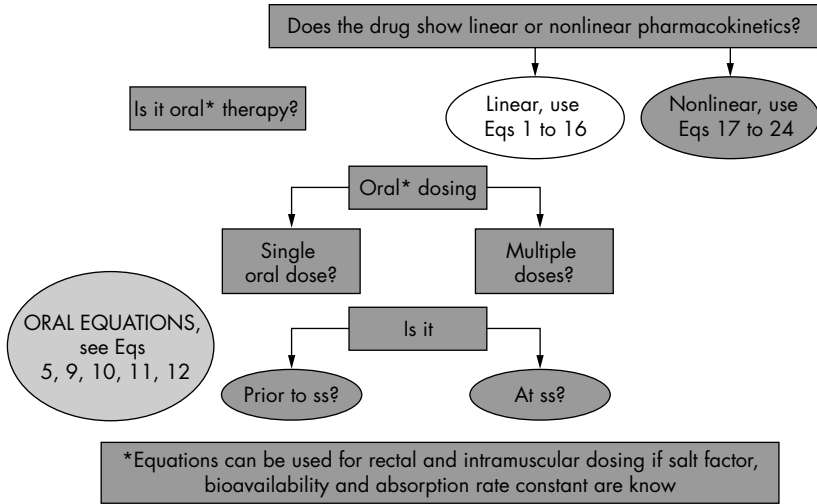 Does the drug show linear or nonlinear pharmacokinetics?
Is it oral* therapy?
Linear, use
Eqs 1 to 16
Nonlinear, use
Eqs 17 to 24
Oral* dosing
Single
oral dose?
Multiple
doses?
ORAL EQUATIONS,
see Eqs
5, 9, 10, 11, 12
Is it
Prior to ss?
At ss?
*Equations can be used for rectal and intramuscular dosing if salt factor,
bioavailability and absorption rate constant are know